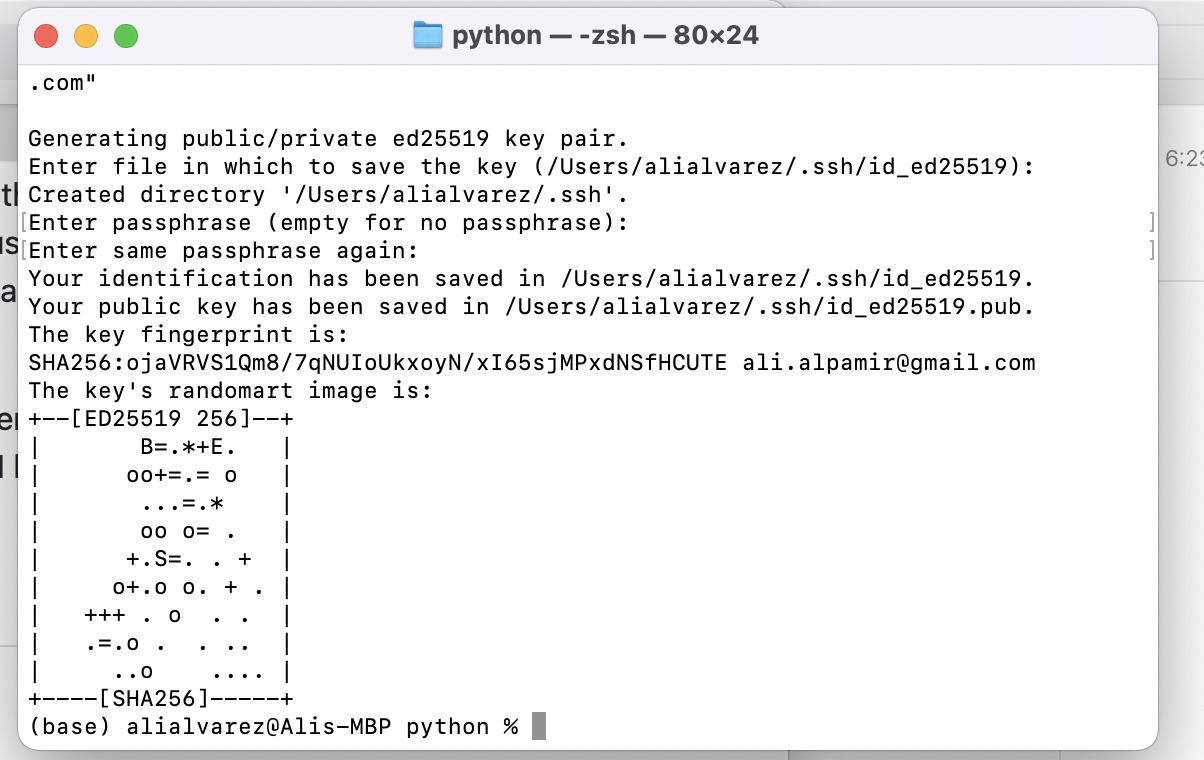 python — -zsh — 80×24
.com"
Generating public/private ed25519 key pair.
Enter file in which to save the key (/Users/alialvarez/.ssh/id_ed25519):
Created directory '/Users/alialvarez/.ssh'.
[Enter passphrase (empty for no passphrase): ]
[Enter same passphrase again: ]
Your identification has been saved in /Users/alialvarez/.ssh/id_ed25519.
Your public key has been saved in /Users/alialvarez/.ssh/id_ed25519.pub.
The key fingerprint is:
SHA256:ojaVRVS1Qm8/7qNUIoUkxoyN/xI65sjMPxdNSfHCUTE ali.alpamir@gmail.com
The key's randomart image is:
+--[ED25519 256]--+
|       B=.*+E.   |
|      oo+=.= o   |
|       ...=.*    |
|       oo o= .   |
|      +.S=. . +  |
|     o+.o o. + . |
|   +++ . o  . .  |
|   .=.o .  . ..  |
|     ..o    .... |
+----[SHA256]-----+
(base) alialvarez@Alis-MBP python %
6:23